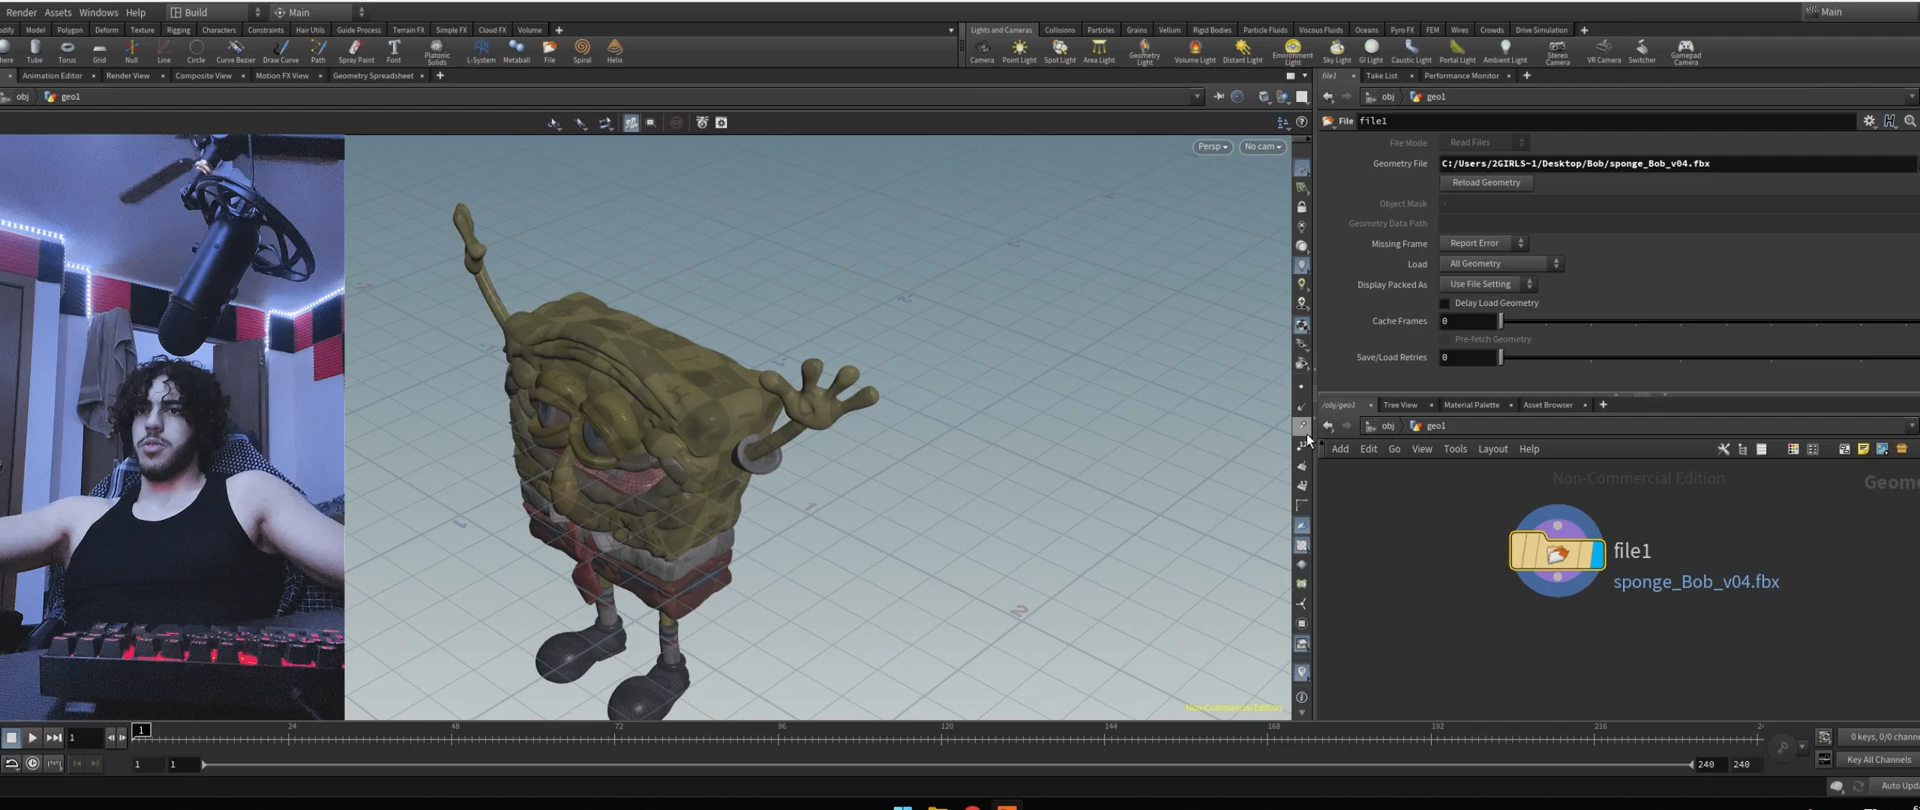 Render Assets Windows Help Build Main Main
Model Polygon Deform Texture Rigging Characters Constraints Hair Utils Guide Process Terrain FX Simple FX Cloud FX Volume
Lights and Cameras Collisions Particles Grains Vellum Rigid Bodies Particle Fluids Viscous Fluids Oceans Pyro FX FEM Wires Crowds Drive Simulation
Tube Torus Grid Null Line Circle Curve Bezier Draw Curve Path Spray Paint Font Platonic Solids L-System Metaball File Spiral Helix
Camera Point Light Spot Light Area Light Geometry Light Volume Light Distant Light Environment Light Sky Light GI Light Caustic Light Portal Light Ambient Light Stereo Camera VR Camera Switcher Gamepad Camera
Animation Editor Render View Composite View Motion FX View Geometry Spreadsheet
file1 Take List Performance Monitor
obj geo1
obj geo1
File file1
Persp No cam
File Mode Read Files
Geometry File C:/Users/2GIRLS~1/Desktop/Bob/sponge_Bob_v04.fbx
Reload Geometry
Object Mask
Geometry Data Path
Missing Frame Report Error
Load All Geometry
Display Packed As Use File Setting
Delay Load Geometry
Cache Frames 0
Pre-fetch Geometry
Save/Load Retries 0
/obj/geo1 Tree View Material Palette Asset Browser
obj geo1
Add Edit Go View Tools Layout Help
Non-Commercial Edition
file1
sponge_Bob_v04.fbx
Non-Commercial Edition
1 1 24 48 72 96 120 144 168 192 216
0 keys, 0/0
1 1 240 240
Key All Channels